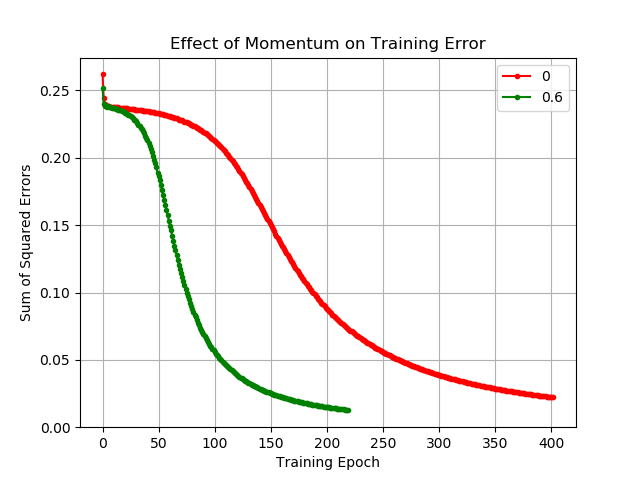 Effect of Momentum on Training Error
0
0.6
Sum of Squared Errors
0.25
0.20
0.15
0.10
0.05
0.00
0 50 100 150 200 250 300 350 400
Training Epoch